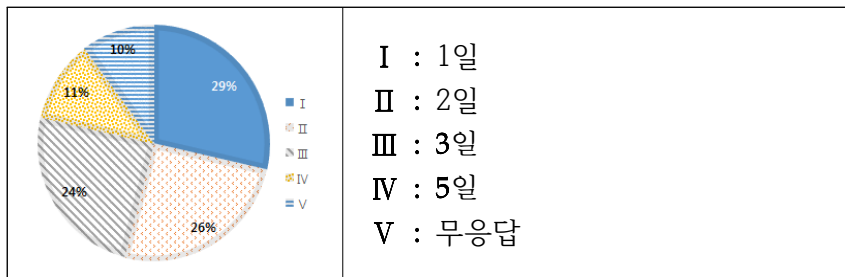 10%
29%
11%
24%
26%
Ⅰ
Ⅱ
Ⅲ
Ⅳ
Ⅴ
Ⅰ : 1일
Ⅱ : 2일
Ⅲ : 3일
Ⅳ : 5일
Ⅴ : 무응답